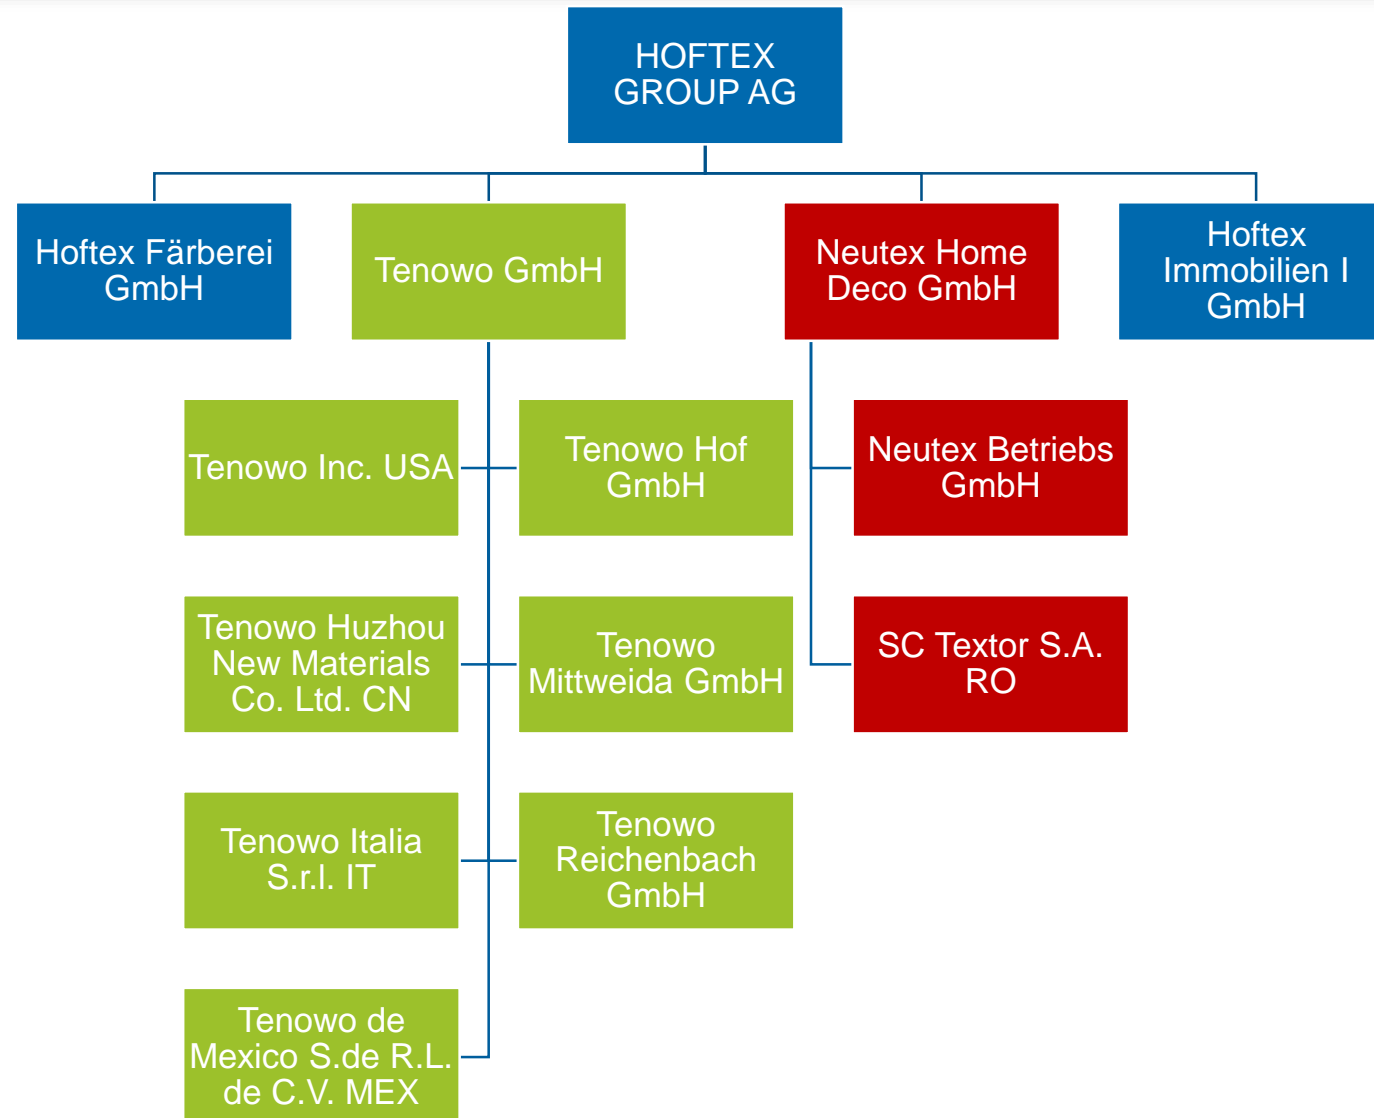 HOFTEX
GROUP AG
Hoftex Färberei
GmbH
Tenowo GmbH
Neutex Home
Deco GmbH
Hoftex
Immobilien I
GmbH
Tenowo Inc. USA
Tenowo Hof
GmbH
Neutex Betriebs
GmbH
Tenowo Huzhou
New Materials
Co. Ltd. CN
Tenowo
Mittweida GmbH
SC Textor S.A.
RO
Tenowo Italia
S.r.l. IT
Tenowo
Reichenbach
GmbH
Tenowo de
Mexico S.de R.L.
de C.V. MEX